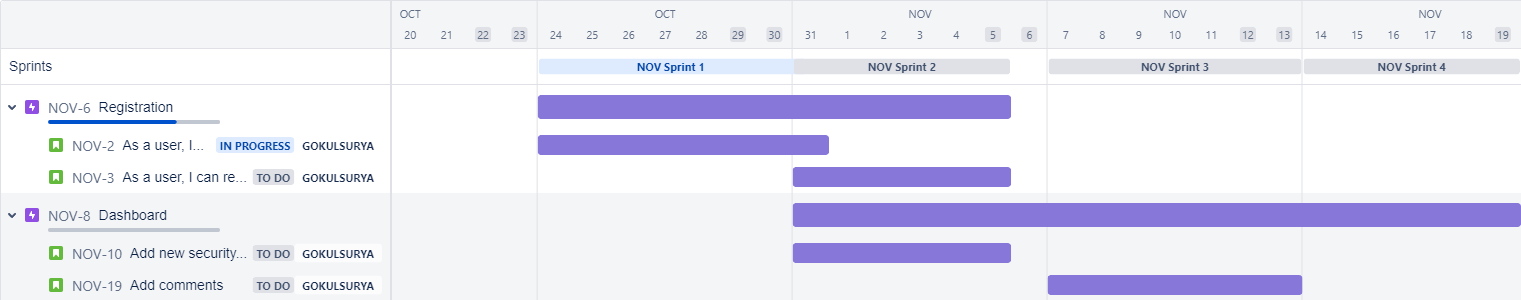 OCT OCT NOV NOV NOV
20 21 22 23 24 25 26 27 28 29 30 31 1 2 3 4 5 6 7 8 9 10 11 12 13 14 15 16 17 18 19
Sprints NOV Sprint 1 NOV Sprint 2 NOV Sprint 3 NOV Sprint 4
NOV-6 Registration
NOV-2 As a user, I... IN PROGRESS GOKULSURYA
NOV-3 As a user, I can re... TO DO GOKULSURYA
NOV-8 Dashboard
NOV-10 Add new security... TO DO GOKULSURYA
NOV-19 Add comments TO DO GOKULSURYA